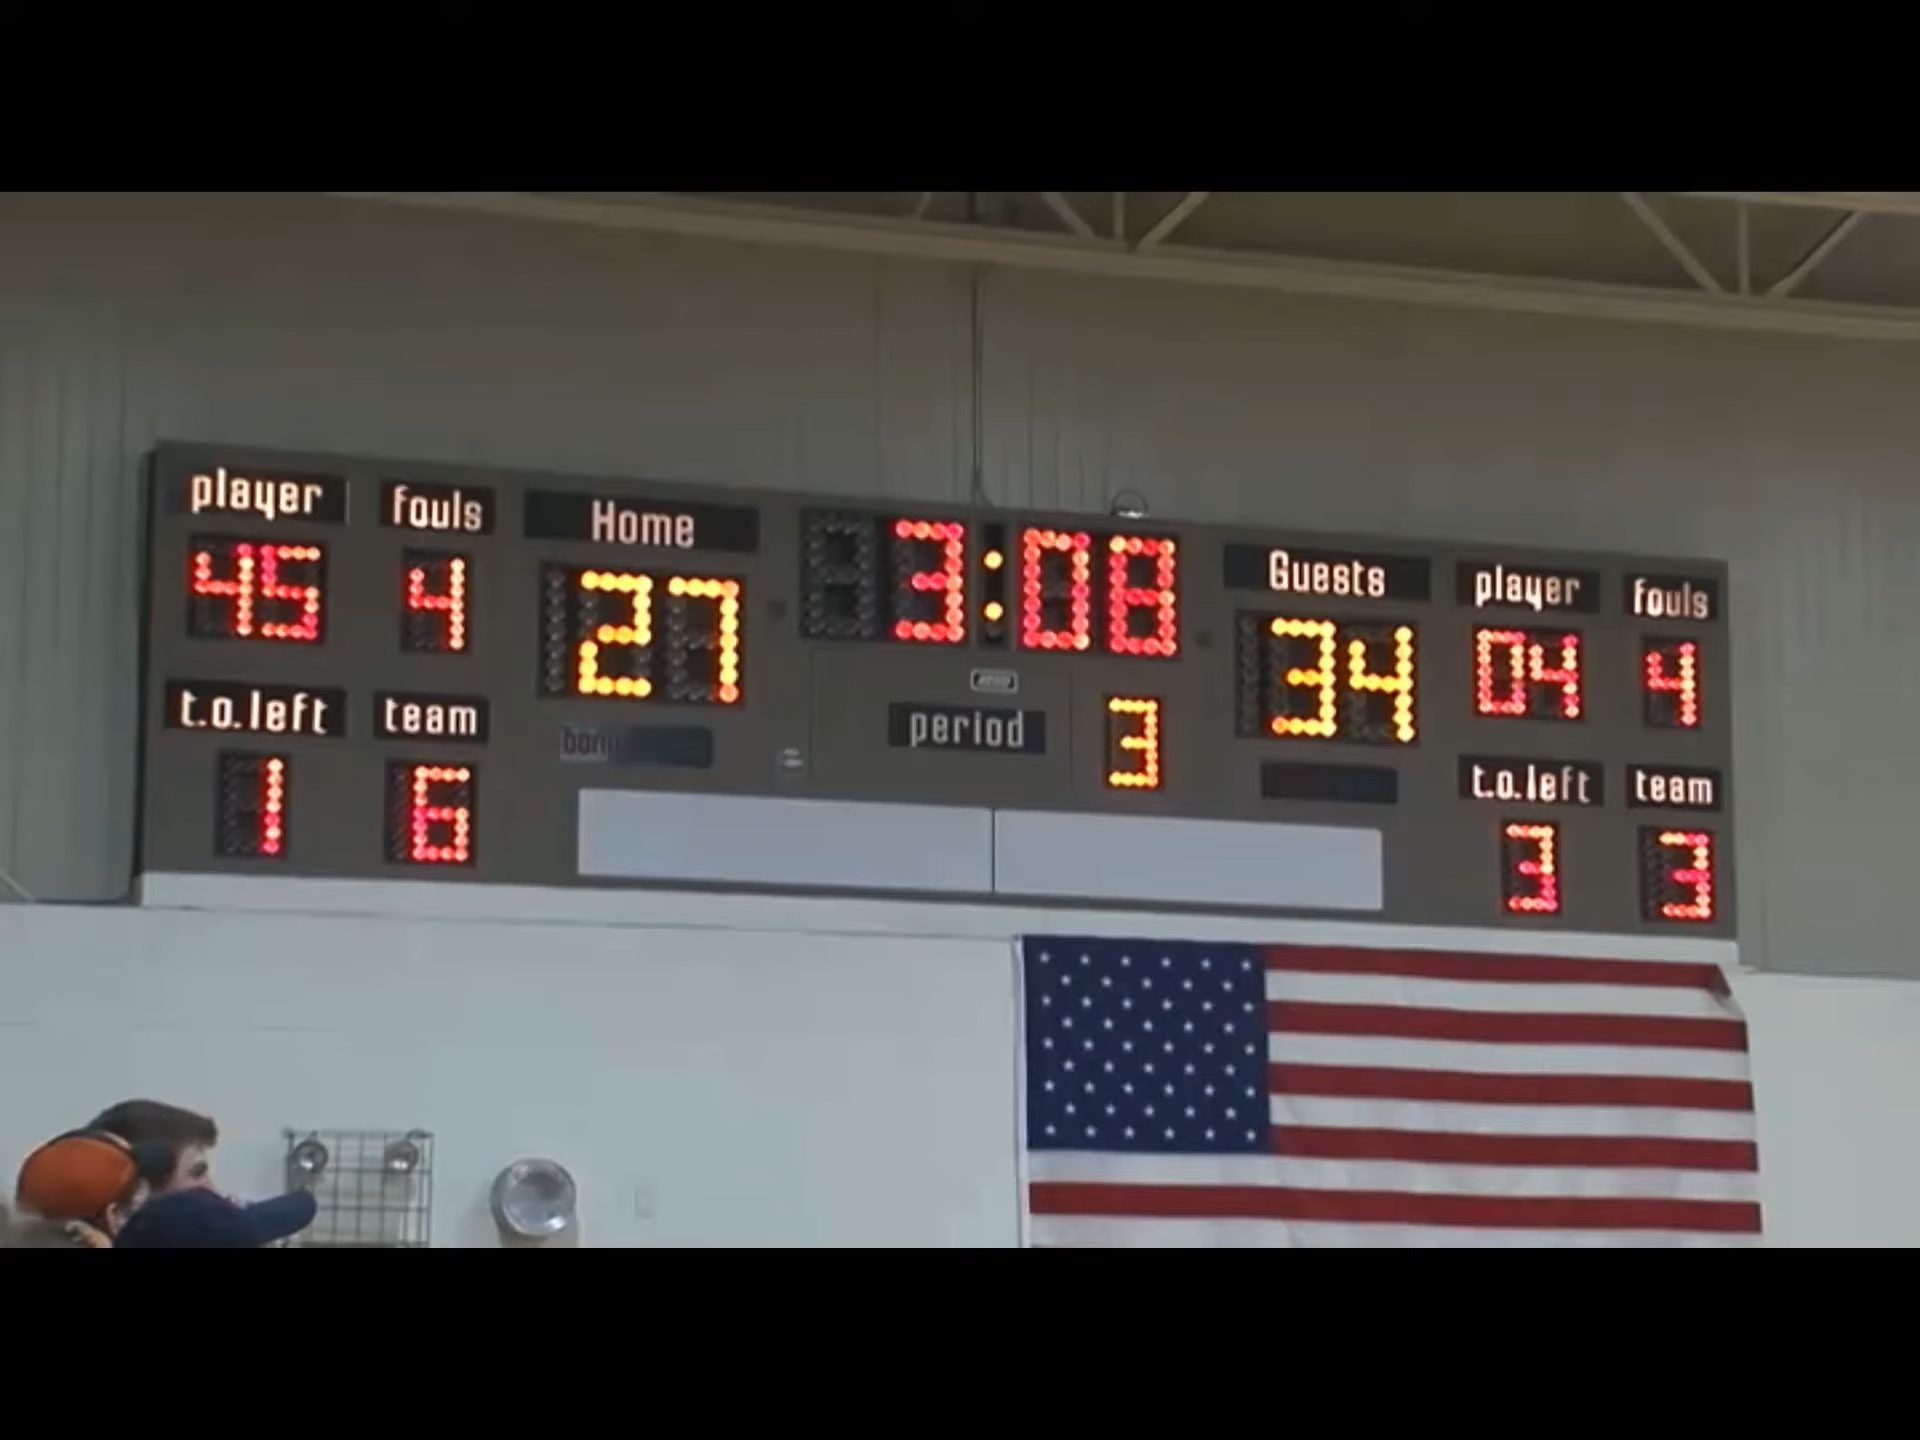 player fouls Home 3:08 Guests player fouls
45 4 27 34 04 4
t.o.left team period 3 t.o.left team
1 6 3 3